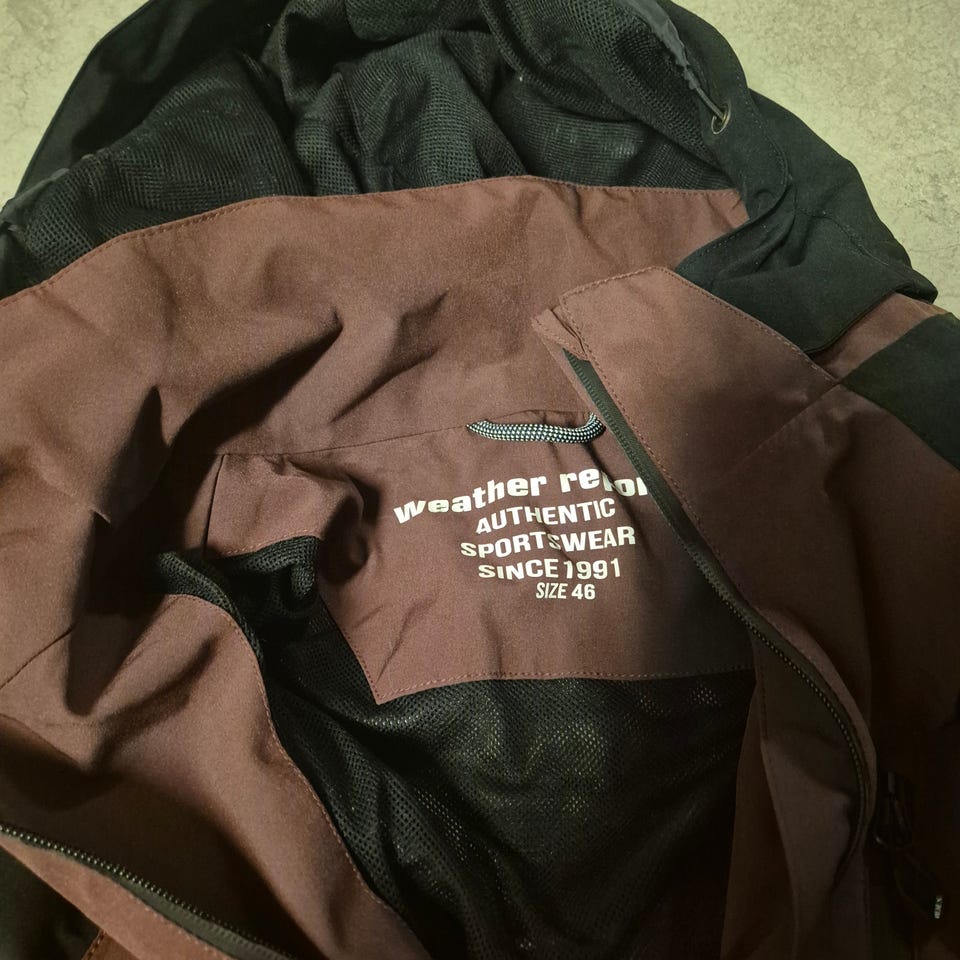 Weather
AUTHENTIC
SPORTSWEAR
SINCE 1991
SIZE 46